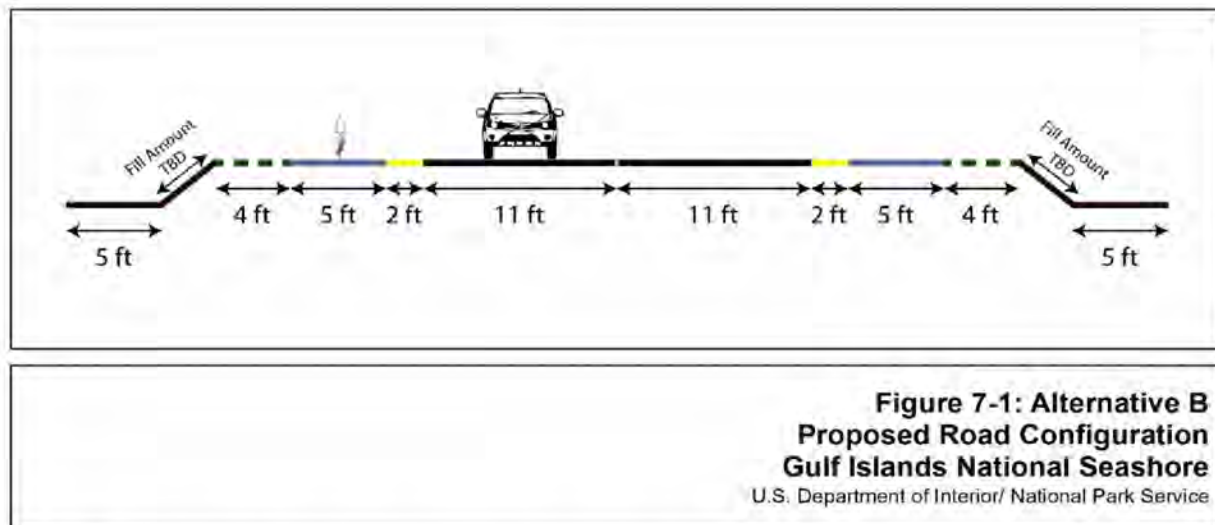 Fill Amount
TBD
Fill Amount
TBD
4 ft 5 ft 2 ft 11 ft 11 ft 2 ft 5 ft 4 ft
5 ft 5 ft
Figure 7-1: Alternative B
Proposed Road Configuration
Gulf Islands National Seashore
U.S. Department of Interior/ National Park Service